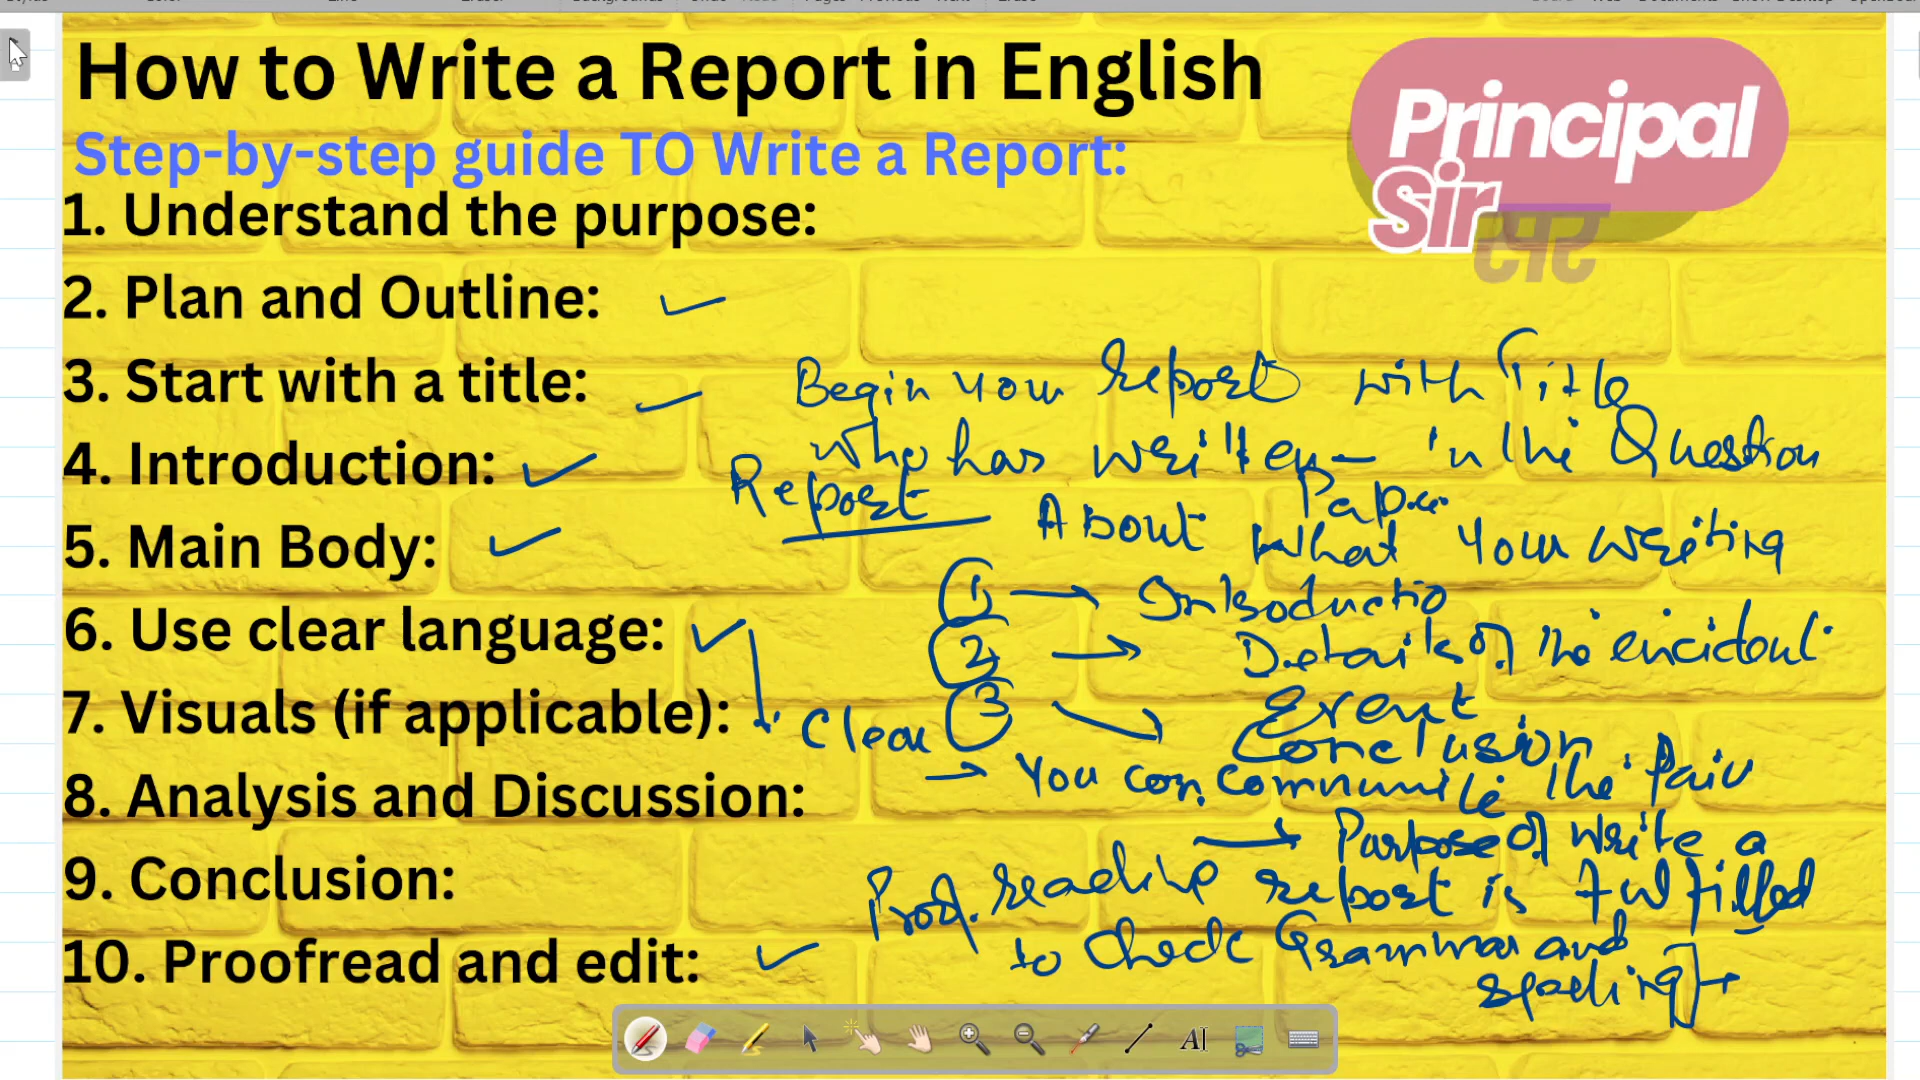 How to Write a Report in English
Principal
Sir
सर
Step-by-step guide TO Write a Report:
1. Understand the purpose:
2. Plan and Outline:
3. Start with a title:
Begin your Report with Title
who has written in the Question
Paper
4. Introduction:
Report About What your writing
5. Main Body:
1 → Introductio
6. Use clear language:
2 → Details of the incident
Event
7. Visuals (if applicable):
Clear
3 → Conclusion
→ You can communite the
8. Analysis and Discussion:
→ Purpose of write a
report is fulfilled
9. Conclusion:
Proof reading
to check Grammar and
10. Proofread and edit: